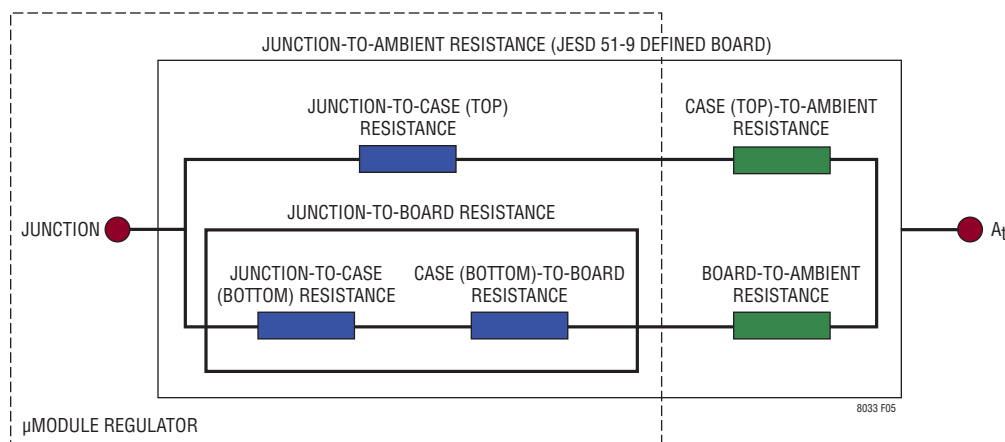 JUNCTION-TO-AMBIENT RESISTANCE (JESD 51-9 DEFINED BOARD)
JUNCTION-TO-CASE (TOP)
RESISTANCE
CASE (TOP)-TO-AMBIENT
RESISTANCE
JUNCTION-TO-BOARD RESISTANCE
JUNCTION
At
JUNCTION-TO-CASE
(BOTTOM) RESISTANCE
CASE (BOTTOM)-TO-BOARD
RESISTANCE
BOARD-TO-AMBIENT
RESISTANCE
8033 F05
µMODULE REGULATOR